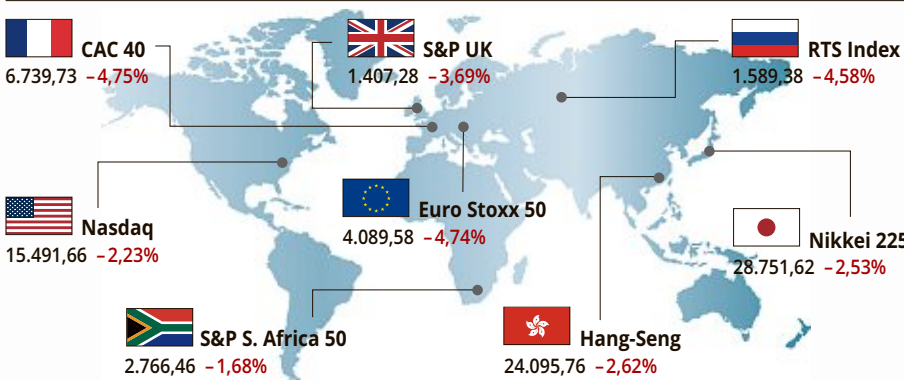 CAC 40
6.739,73 –4,75%
S&P UK
1.407,28 –3,69%
RTS Index
1.589,38 –4,58%
Nasdaq
15.491,66 –2,23%
Euro Stoxx 50
4.089,58 –4,74%
Nikkei 225
28.751,62 –2,53%
S&P S. Africa 50
2.766,46 –1,68%
Hang-Seng
24.095,76 –2,62%